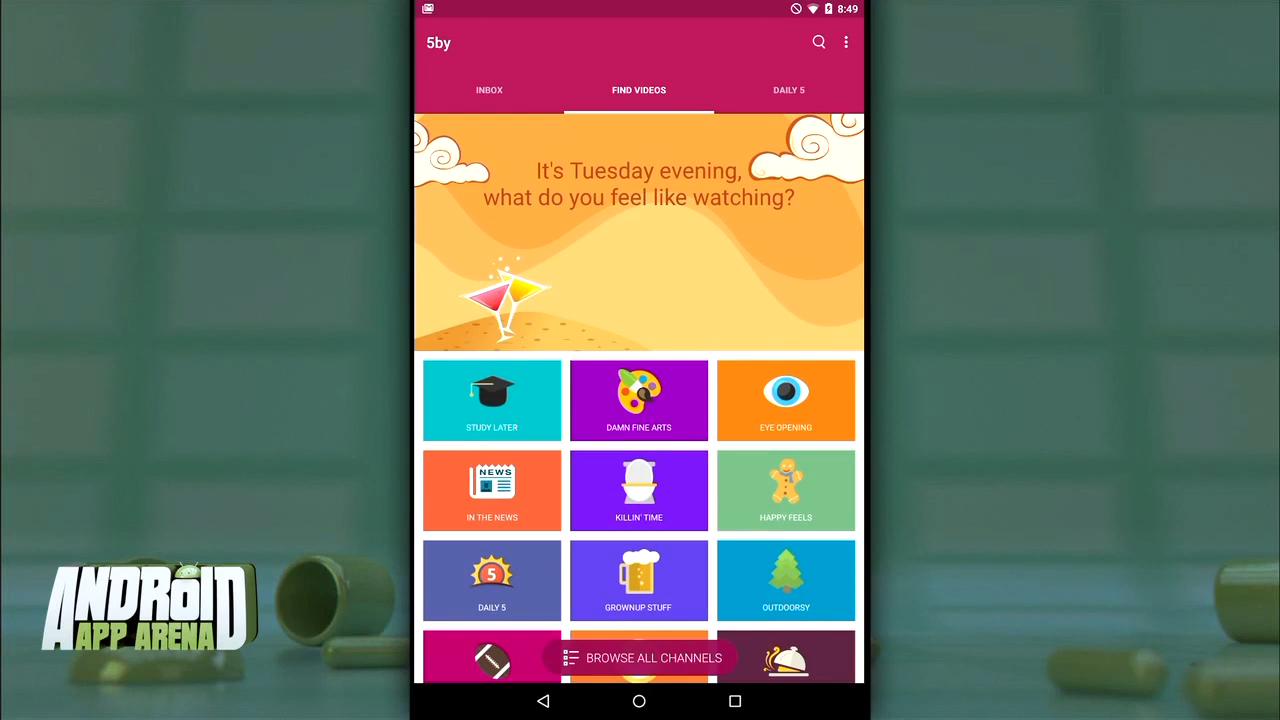 8:49
5by
INBOX
FIND VIDEOS
DAILY 5
It's Tuesday evening,
what do you feel like watching?
STUDY LATER
DAMN FINE ARTS
EYE OPENING
NEWS
IN THE NEWS
KILLIN' TIME
HAPPY FEELS
5
DAILY 5
GROWNUP STUFF
OUTDOORSY
BROWSE ALL CHANNELS
ANDROID
APP ARENA